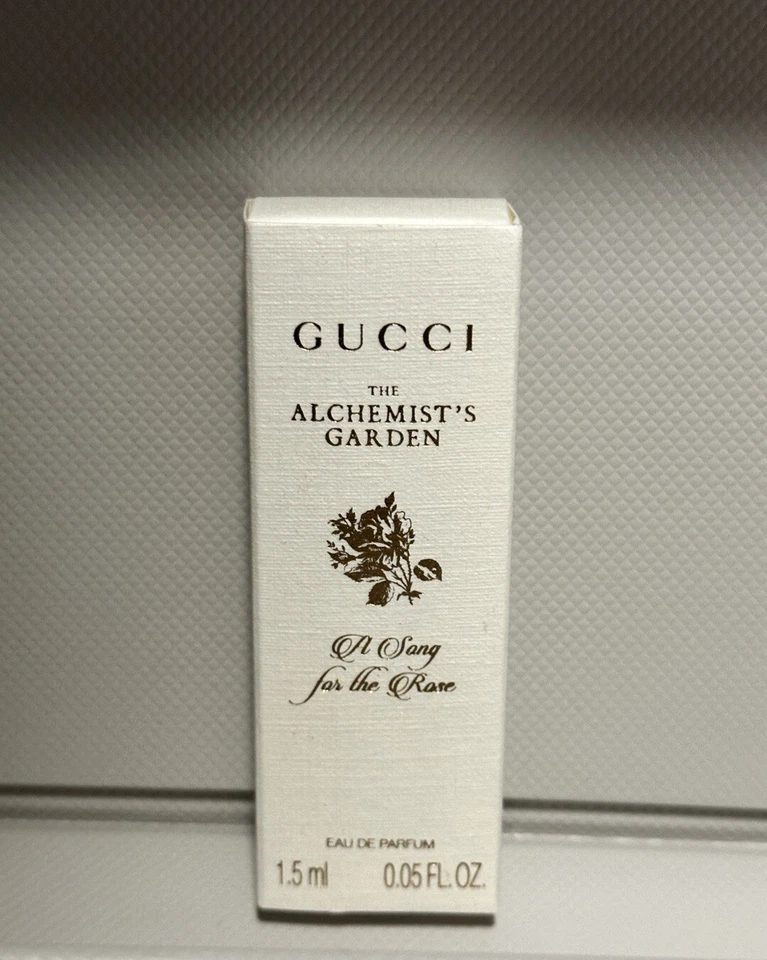 GUCCI
THE
ALCHEMIST'S
GARDEN
A Song
for the Rose
EAU DE PARFUM
1.5 ml 0.05 FL. OZ.